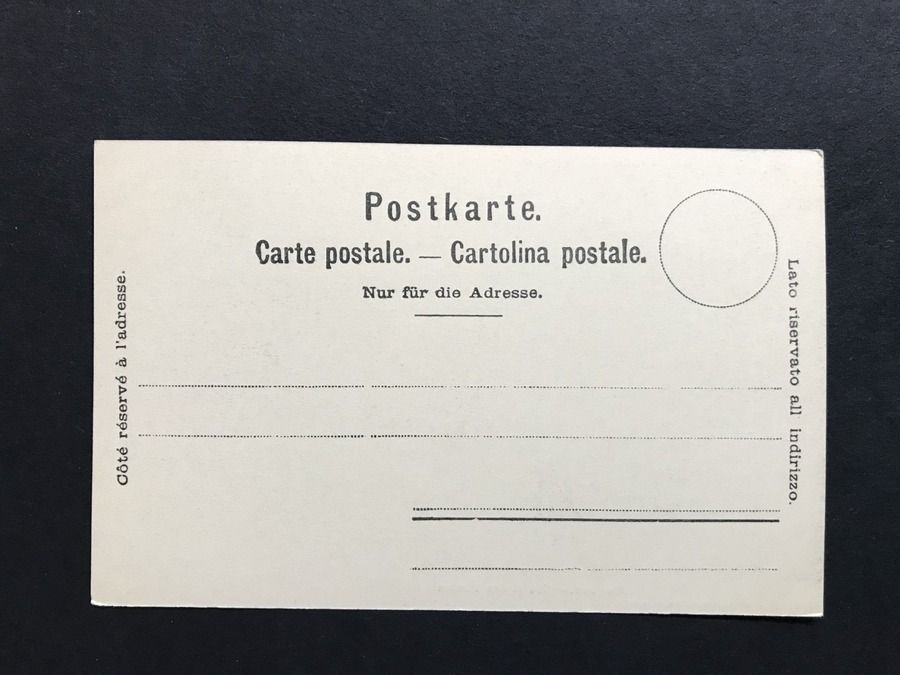 Postkarte.
Carte postale. — Cartolina postale.
Nur für die Adresse.
Côté réservé à l'adresse.
Lato riservato all indirizzo.